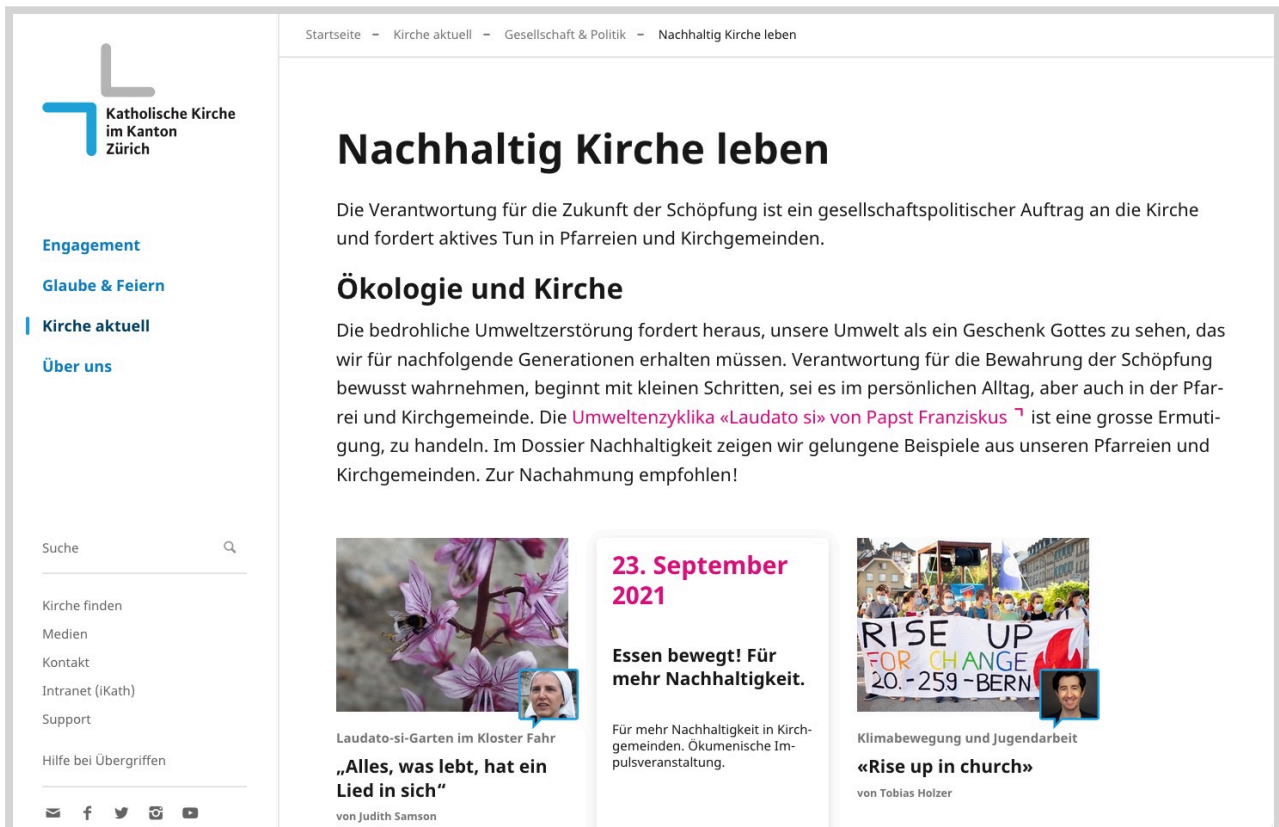 Startseite – Kirche aktuell – Gesellschaft & Politik – Nachhaltig Kirche leben
Katholische Kirche
im Kanton
Zürich
Engagement
Glaube & Feiern
Kirche aktuell
Über uns
Suche
Kirche finden
Medien
Kontakt
Intranet (iKath)
Support
Hilfe bei Übergriffen
Nachhaltig Kirche leben
Die Verantwortung für die Zukunft der Schöpfung ist ein gesellschaftspolitischer Auftrag an die Kirche
und fordert aktives Tun in Pfarreien und Kirchgemeinden.
Ökologie und Kirche
Die bedrohliche Umweltzerstörung fordert heraus, unsere Umwelt als ein Geschenk Gottes zu sehen, das
wir für nachfolgende Generationen erhalten müssen. Verantwortung für die Bewahrung der Schöpfung
bewusst wahrnehmen, beginnt mit kleinen Schritten, sei es im persönlichen Alltag, aber auch in der Pfar-
rei und Kirchgemeinde. Die Umweltenzyklika «Laudato si» von Papst Franziskus ist eine grosse Ermuti-
gung, zu handeln. Im Dossier Nachhaltigkeit zeigen wir gelungene Beispiele aus unseren Pfarreien und
Kirchgemeinden. Zur Nachahmung empfohlen!
Laudato-si-Garten im Kloster Fahr
„Alles, was lebt, hat ein
Lied in sich“
von Judith Samson
23. September
2021
Essen bewegt! Für
mehr Nachhaltigkeit.
Für mehr Nachhaltigkeit in Kirch-
gemeinden. Ökumenische Im-
pulsveranstaltung.
RISE UP
FOR CHANGE
20.-25.9-BERN
Klimabewegung und Jugendarbeit
«Rise up in church»
von Tobias Holzer